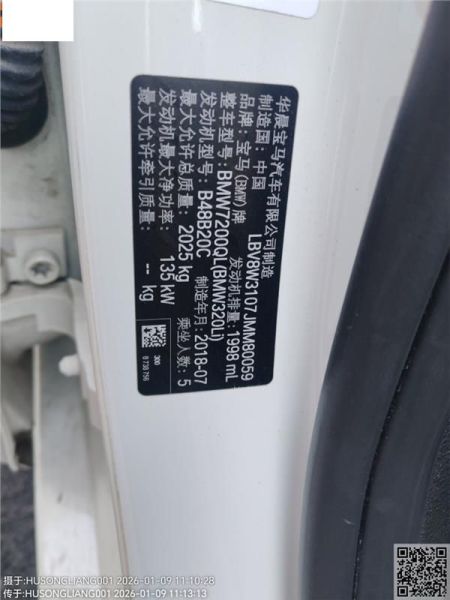 华晨宝马汽车有限公司制造
制造国：中国 LBV8W3107JMM80059
品牌：宝马(BMW)牌 发动机排量：1998 mL
整车型号：BMW7200QL(BMW320Li)
发动机型号：B48B20C 制造年月：2018-07
最大允许总质量：2025 kg 乘坐人数：5
发动机最大净功率：135 kW
最大允许牵引质量：-- kg
300
摄于：HUSONGLIANG001 2026-01-09 11:10:28
传于：HUSONGLIANG001 2026-01-09 11:13:13